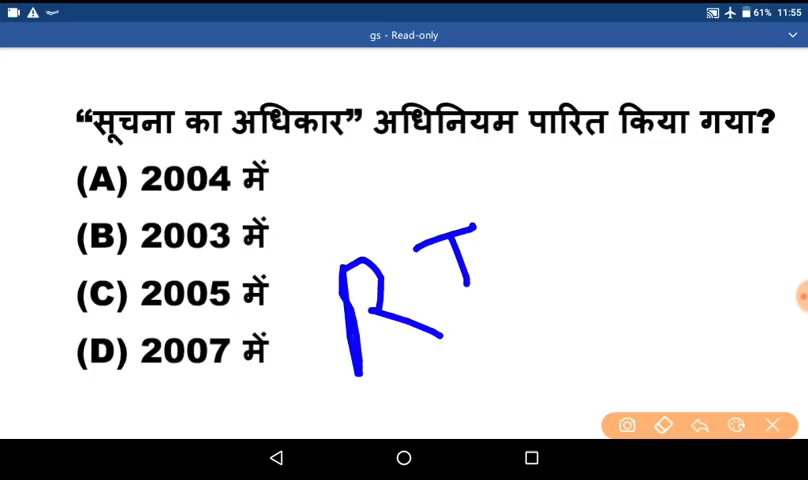 61% 11:55
gs - Read-only
“सूचना का अधिकार” अधिनियम पारित किया गया?
(A) 2004 में
(B) 2003 में
(C) 2005 में
(D) 2007 में
RT